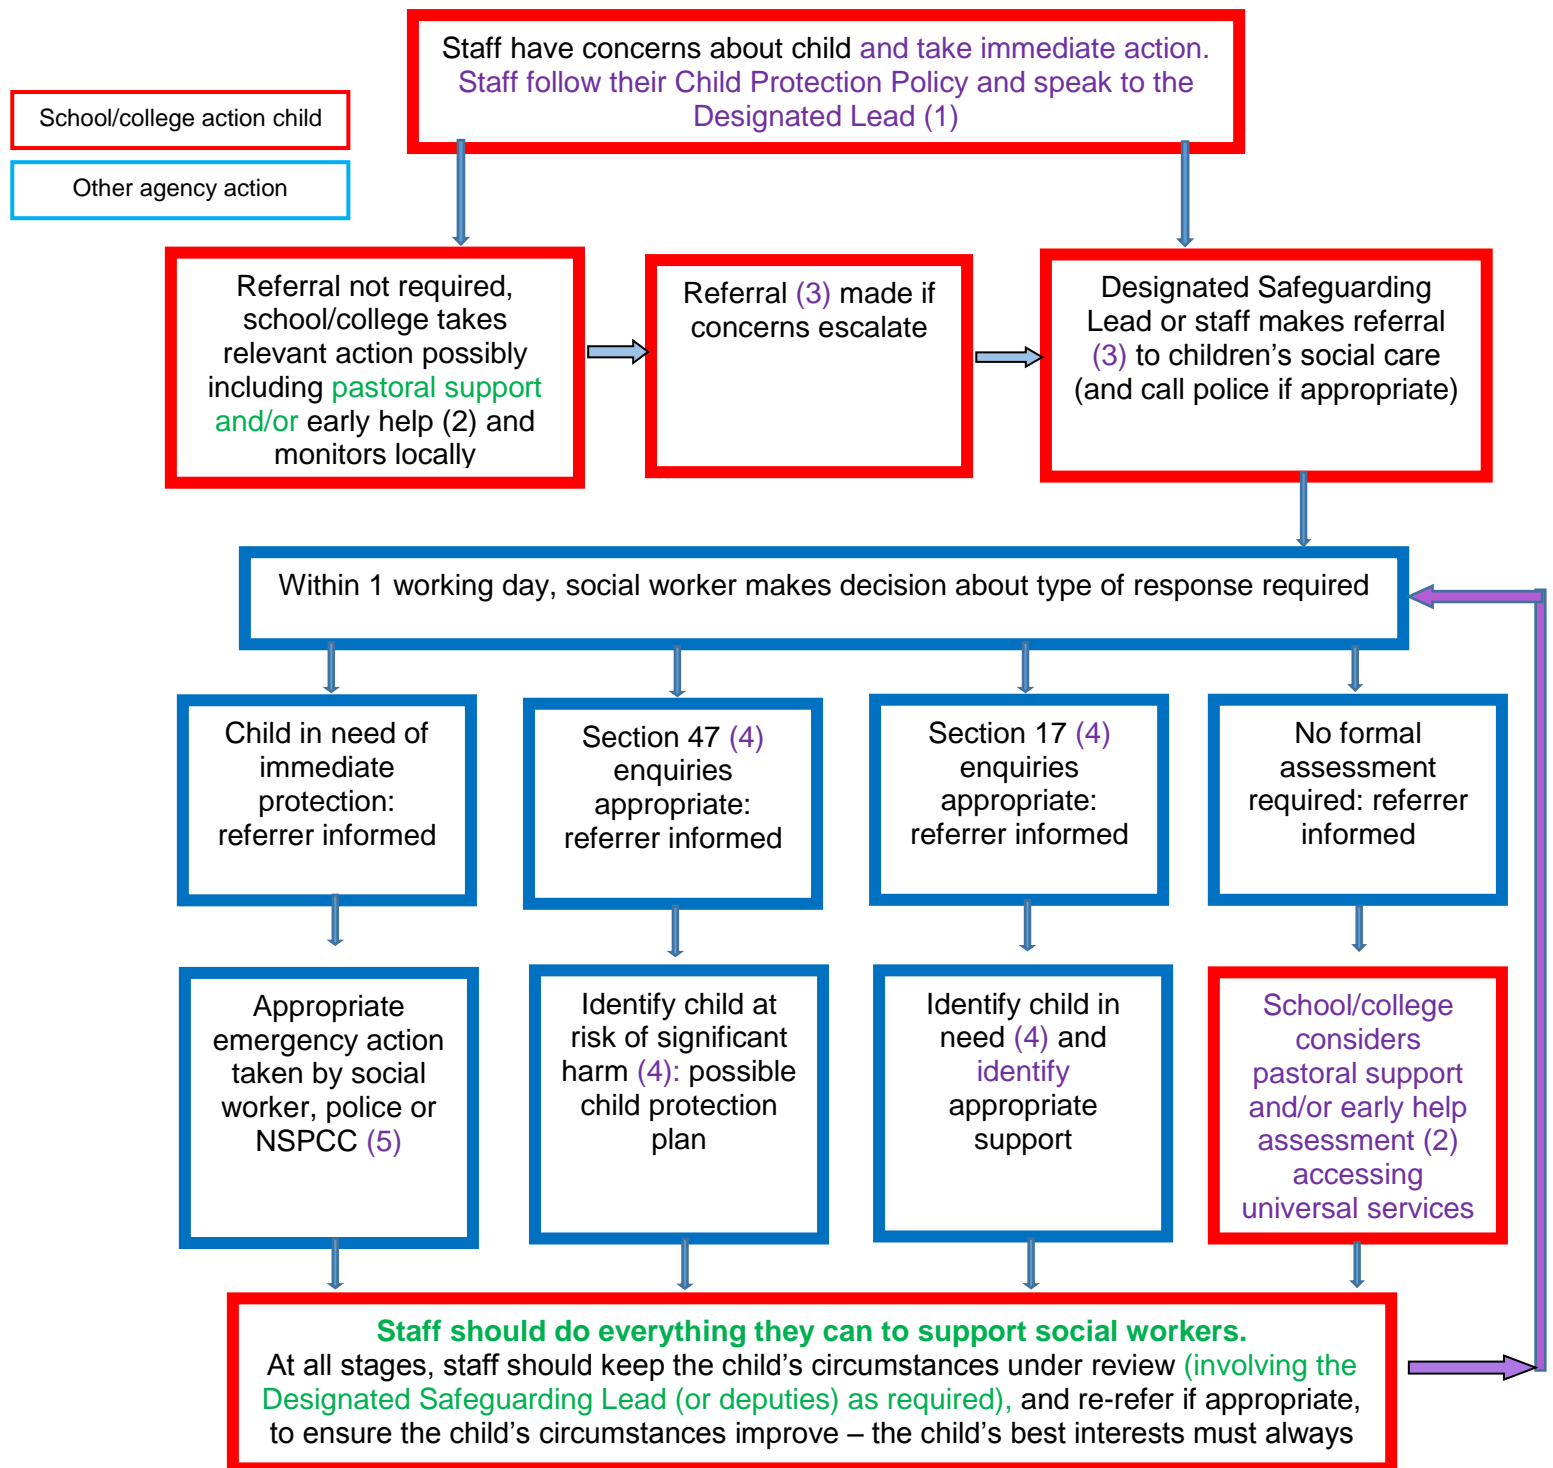 Staff have concerns about child and take immediate action.
Staff follow their Child Protection Policy and speak to the
Designated Lead (1)
School/college action child
Other agency action
Referral not required,
school/college takes
relevant action possibly
including pastoral support
and/or early help (2) and
monitors locally
Referral (3) made if
concerns escalate
Designated Safeguarding
Lead or staff makes referral
(3) to children’s social care
(and call police if appropriate)
Within 1 working day, social worker makes decision about type of response required
Child in need of
immediate
protection:
referrer informed
Section 47 (4)
enquiries
appropriate:
referrer informed
Section 17 (4)
enquiries
appropriate:
referrer informed
No formal
assessment
required: referrer
informed
Appropriate
emergency action
taken by social
worker, police or
NSPCC (5)
Identify child at
risk of significant
harm (4): possible
child protection
plan
Identify child in
need (4) and
identify
appropriate
support
School/college
considers
pastoral support
and/or early help
assessment (2)
accessing
universal services
Staff should do everything they can to support social workers.
At all stages, staff should keep the child’s circumstances under review (involving the
Designated Safeguarding Lead (or deputies) as required), and re-refer if appropriate,
to ensure the child’s circumstances improve – the child’s best interests must always